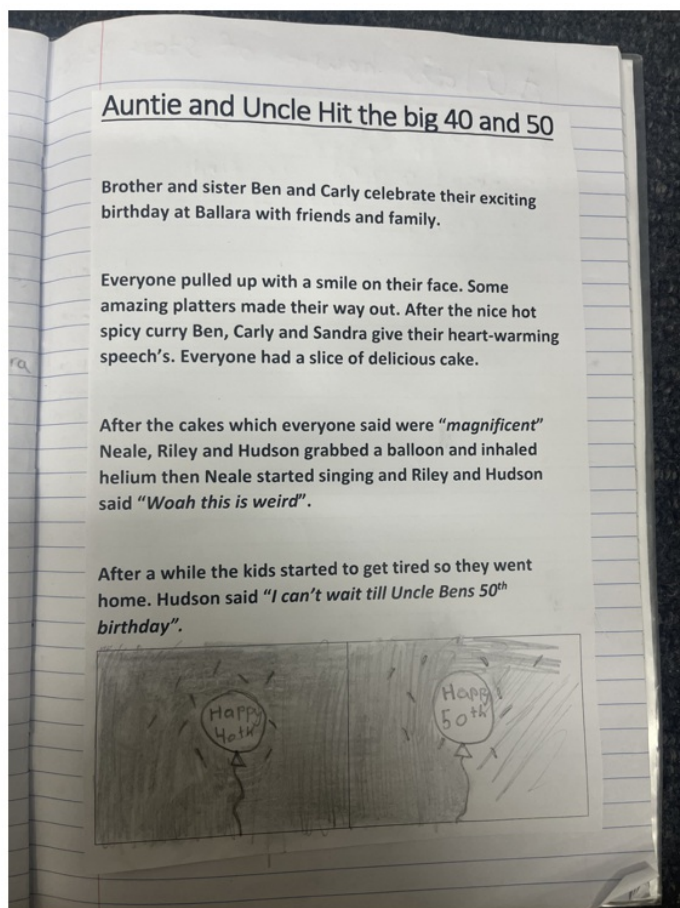 Auntie and Uncle Hit the big 40 and 50
Brother and sister Ben and Carly celebrate their exciting
birthday at Ballara with friends and family.
Everyone pulled up with a smile on their face. Some
amazing platters made their way out. After the nice hot
spicy curry Ben, Carly and Sandra give their heart-warming
speech's. Everyone had a slice of delicious cake.
After the cakes which everyone said were “magnificent”
Neale, Riley and Hudson grabbed a balloon and inhaled
helium then Neale started singing and Riley and Hudson
said “Woah this is weird”.
After a while the kids started to get tired so they went
home. Hudson said “I can’t wait till Uncle Bens 50th
birthday”.
Happy
40th
Happy
50th